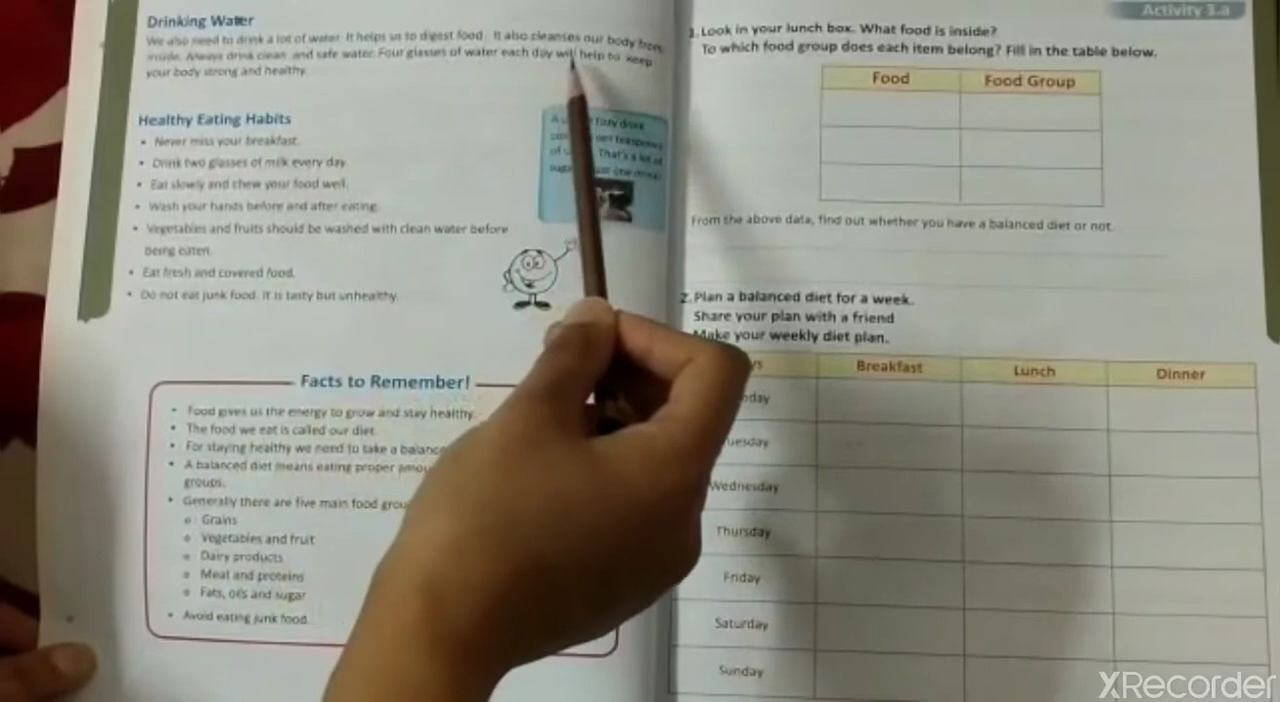 Drinking Water
We also need to drink a lot of water. It helps us to digest food. It also cleanses our body from
inside. Always drink clean and safe water. Four glasses of water each day will help to keep
your body strong and healthy.
Healthy Eating Habits
• Never miss your breakfast.
• Drink two glasses of milk every day.
• Eat slowly and chew your food well.
• Wash your hands before and after eating.
• Vegetables and fruits should be washed with clean water before
being eaten.
• Eat fresh and covered food.
• Do not eat junk food. It is tasty but unhealthy.
A fizzy drink
ten teaspoons
of That's a lot of
just one drink!
Facts to Remember!
• Food gives us the energy to grow and stay healthy.
• The food we eat is called our diet.
• For staying healthy we need to take a
• A balanced diet means eating proper
groups.
• Generally there are five main food
Grains
Vegetables and fruit
Dairy products
Meat and proteins
Fats, oils and sugar
• Avoid eating junk food.
Activity 3.a
1. Look in your lunch box. What food is inside?
To which food group does each item belong? Fill in the table below.
Food Food Group
From the above data, find out whether you have a balanced diet or not.
2. Plan a balanced diet for a week.
Share your plan with a friend
Make your weekly diet plan.
Breakfast Lunch Dinner
Tuesday
Wednesday
Thursday
Friday
Saturday
Sunday
XRecorder